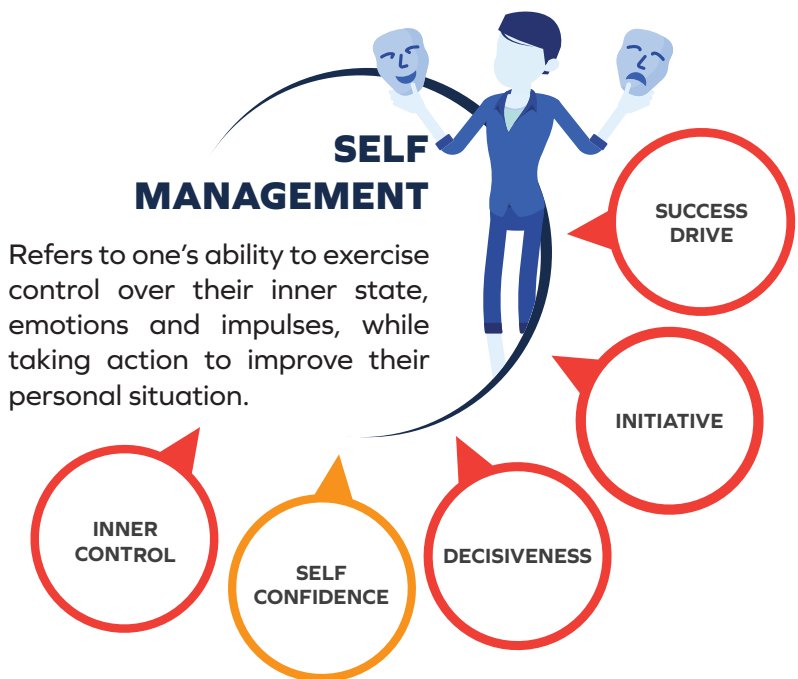 SELF
MANAGEMENT
Refers to one’s ability to exercise
control over their inner state,
emotions and impulses, while
taking action to improve their
personal situation.
SUCCESS
DRIVE
INITIATIVE
DECISIVENESS
SELF
CONFIDENCE
INNER
CONTROL